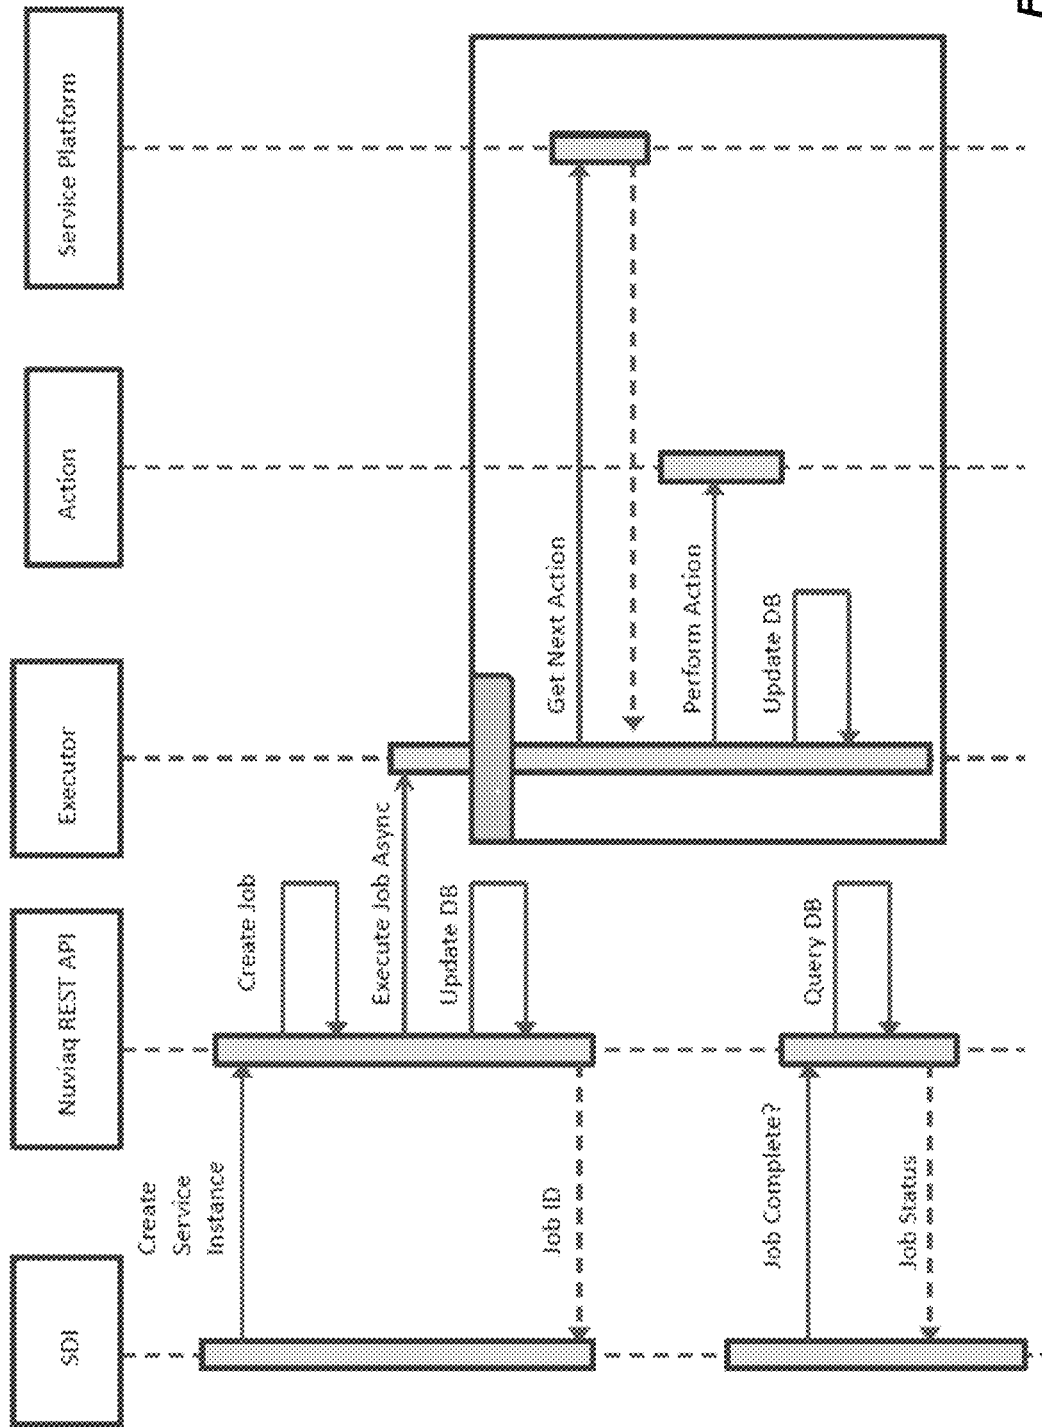 SDI
Nuviaq REST API
Executor
Action
Service Platform
Create
Service
Instance
Create Job
Execute Job Async
Update DB
Job ID
Get Next Action
Perform Action
Update DB
Job Complete?
Query DB
Job Status